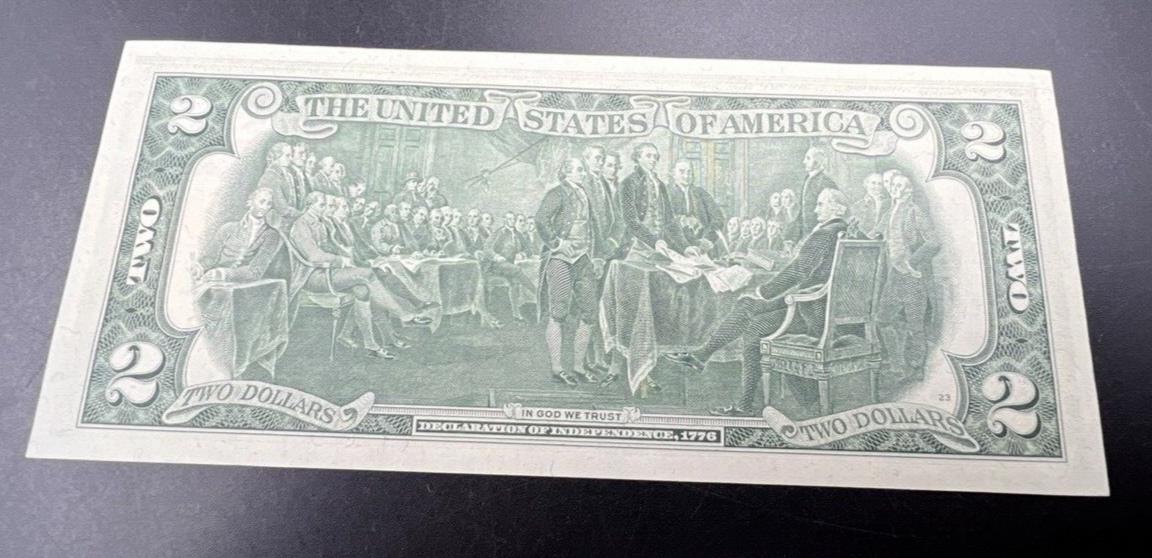 2 THE UNITED STATES OF AMERICA 2
TWO TWO
2 2
TWO DOLLARS 23
IN GOD WE TRUST TWO DOLLARS
DECLARATION OF INDEPENDENCE, 1776